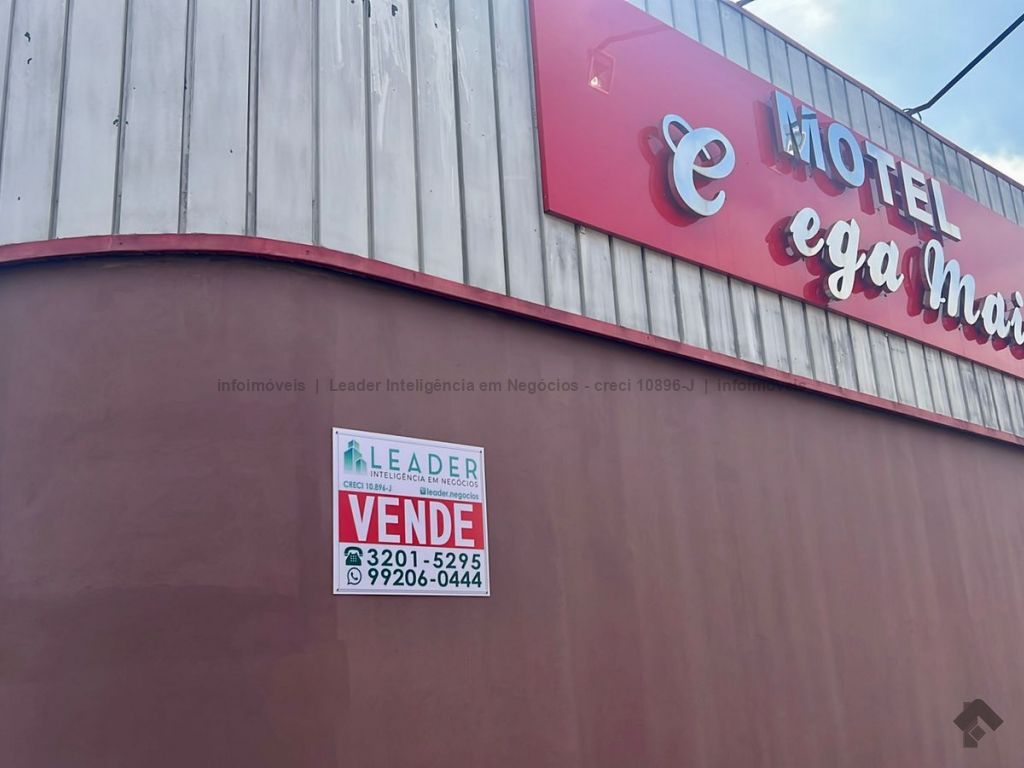 MOTEL
C ega Mai
infoimóveis | Leader Inteligência em Negócios - creci 10896-J | infoimóveis
LEADER
INTELIGÊNCIA EM NEGÓCIOS
CRECI 10.896-J leader.negocios
VENDE
3201-5295
99206-0444